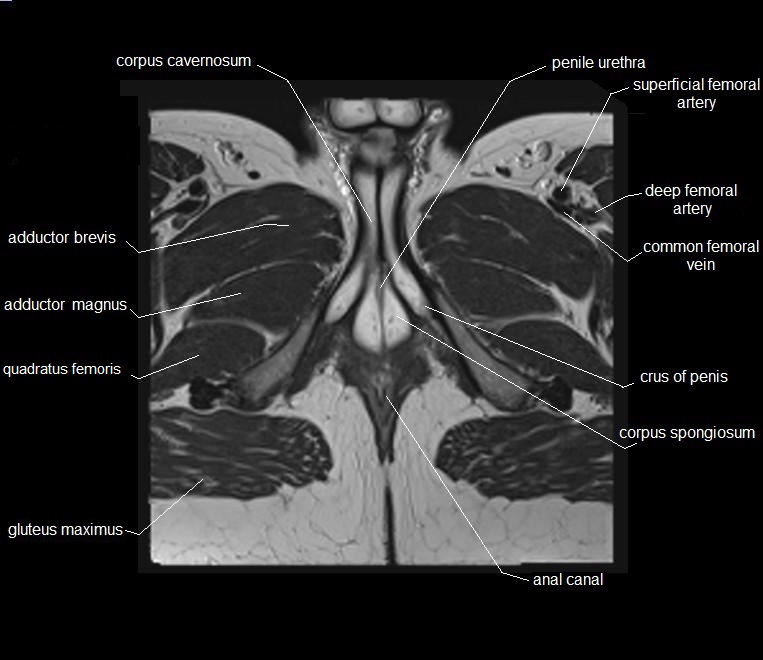 corpus cavernosum
penile urethra
superficial femoral
artery
deep femoral
artery
adductor brevis
common femoral
vein
adductor magnus
quadratus femoris
crus of penis
corpus spongiosum
gluteus maximus
anal canal